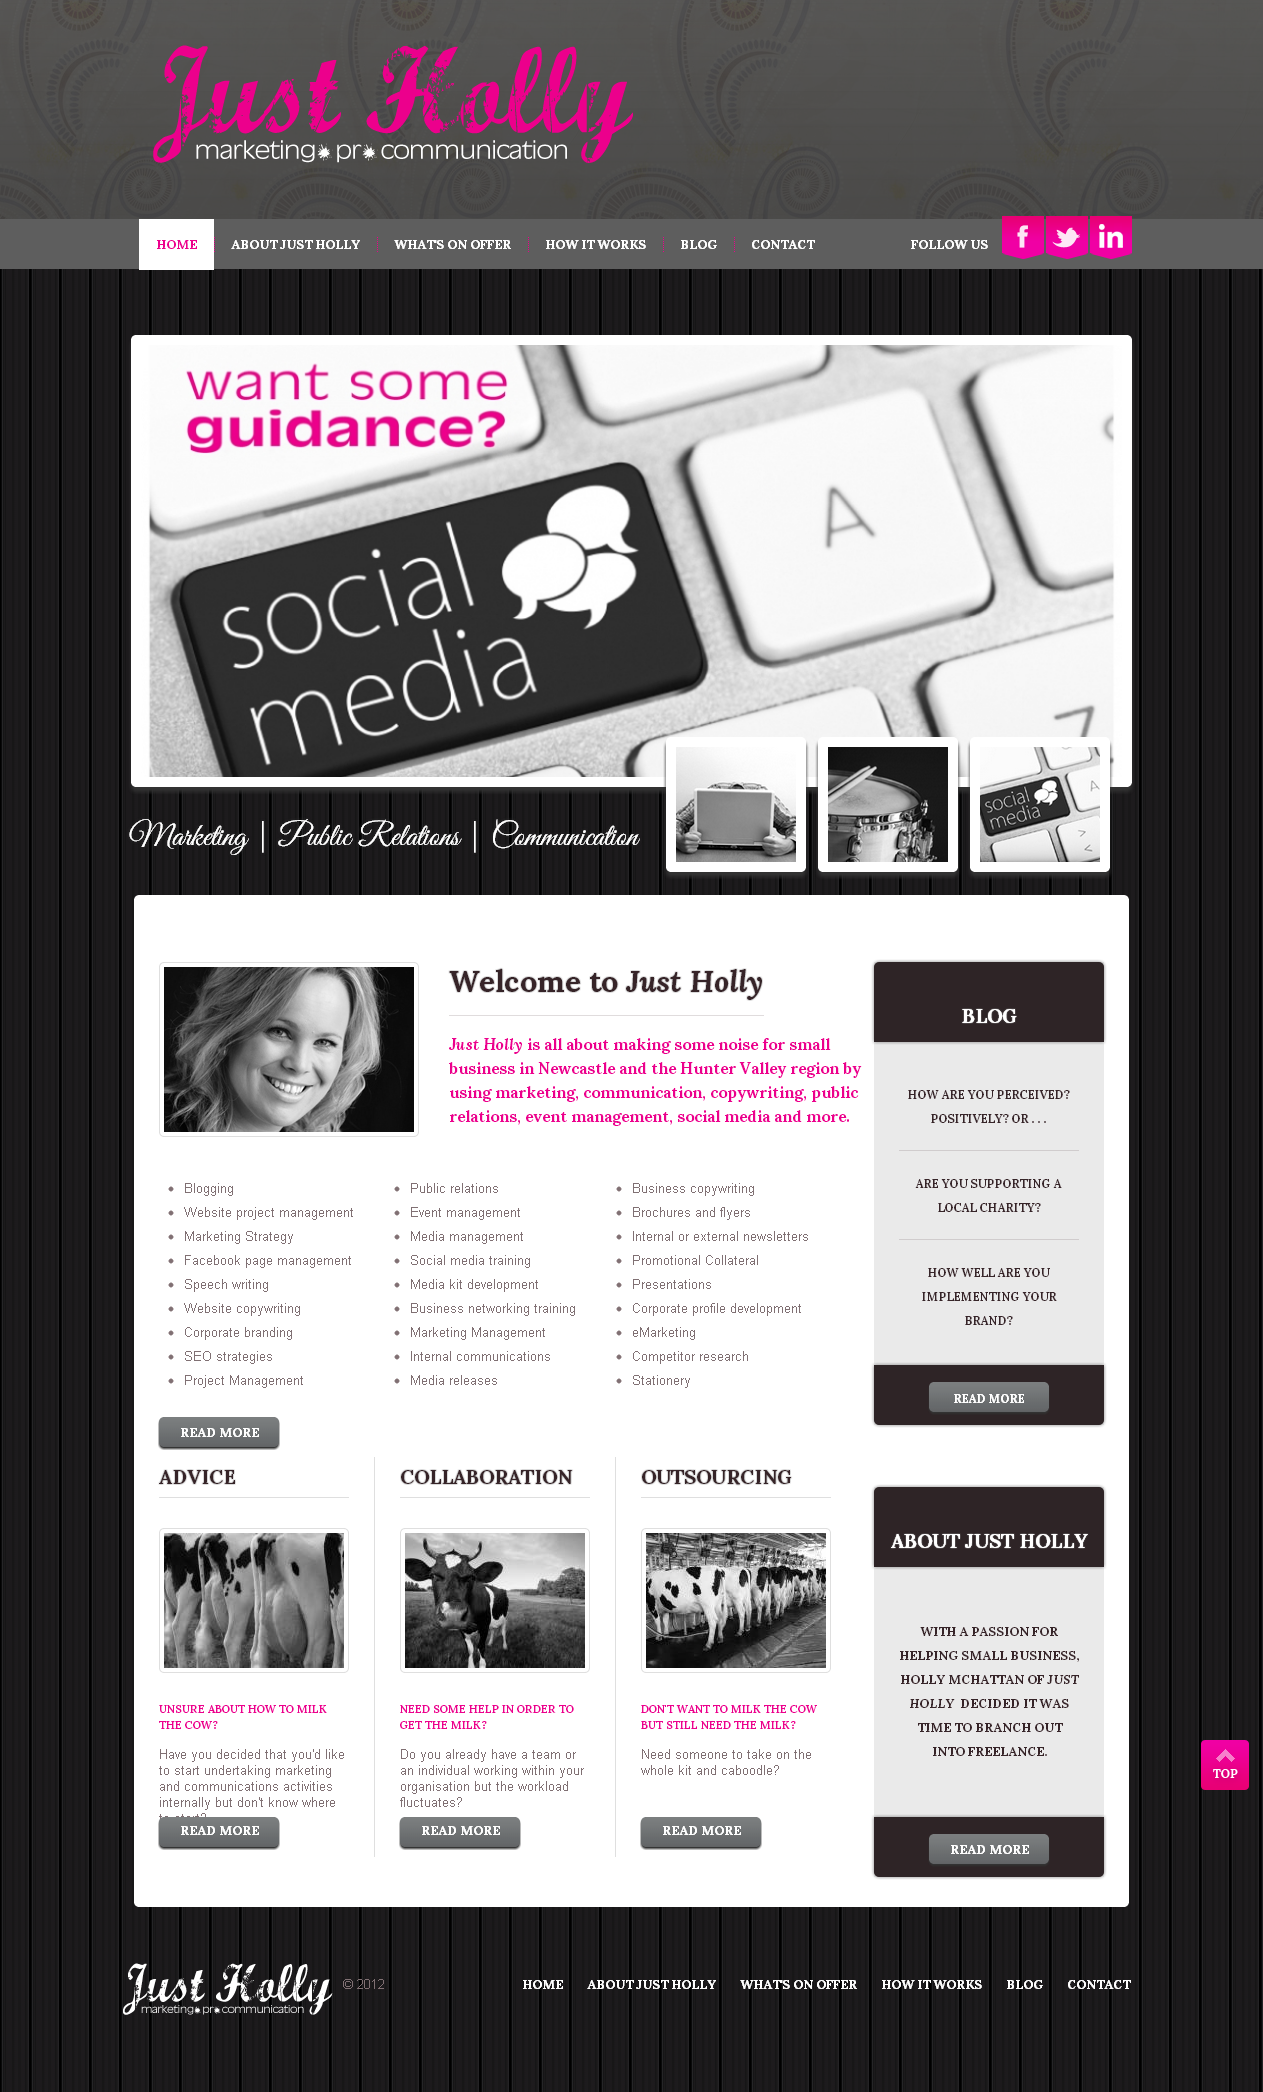 Just Holly
marketing pr communication
HOME ABOUT JUST HOLLY WHAT'S ON OFFER HOW IT WORKS BLOG CONTACT FOLLOW US
want some
guidance?
A
social
media
Z
social
media
Marketing | Public Relations | Communication
Welcome to Just Holly
Just Holly is all about making some noise for small
business in Newcastle and the Hunter Valley region by
using marketing, communication, copywriting, public
relations, event management, social media and more.
Blogging
Website project management
Marketing Strategy
Facebook page management
Speech writing
Website copywriting
Corporate branding
SEO strategies
Project Management
Public relations
Event management
Media management
Social media training
Media kit development
Business networking training
Marketing Management
Internal communications
Media releases
Business copywriting
Brochures and flyers
Internal or external newsletters
Promotional Collateral
Presentations
Corporate profile development
eMarketing
Competitor research
Stationery
READ MORE
BLOG
HOW ARE YOU PERCEIVED?
POSITIVELY? OR . . .
ARE YOU SUPPORTING A
LOCAL CHARITY?
HOW WELL ARE YOU
IMPLEMENTING YOUR
BRAND?
READ MORE
ADVICE
UNSURE ABOUT HOW TO MILK
THE COW?
Have you decided that you'd like
to start undertaking marketing
and communications activities
internally but don't know where
to start?
READ MORE
COLLABORATION
NEED SOME HELP IN ORDER TO
GET THE MILK?
Do you already have a team or
an individual working within your
organisation but the workload
fluctuates?
READ MORE
OUTSOURCING
DON'T WANT TO MILK THE COW
BUT STILL NEED THE MILK?
Need someone to take on the
whole kit and caboodle?
READ MORE
ABOUT JUST HOLLY
WITH A PASSION FOR
HELPING SMALL BUSINESS,
HOLLY MCHATTAN OF JUST
HOLLY DECIDED IT WAS
TIME TO BRANCH OUT
INTO FREELANCE.
READ MORE
TOP
Just Holly
marketing pr communication
© 2012
HOME ABOUT JUST HOLLY WHAT'S ON OFFER HOW IT WORKS BLOG CONTACT